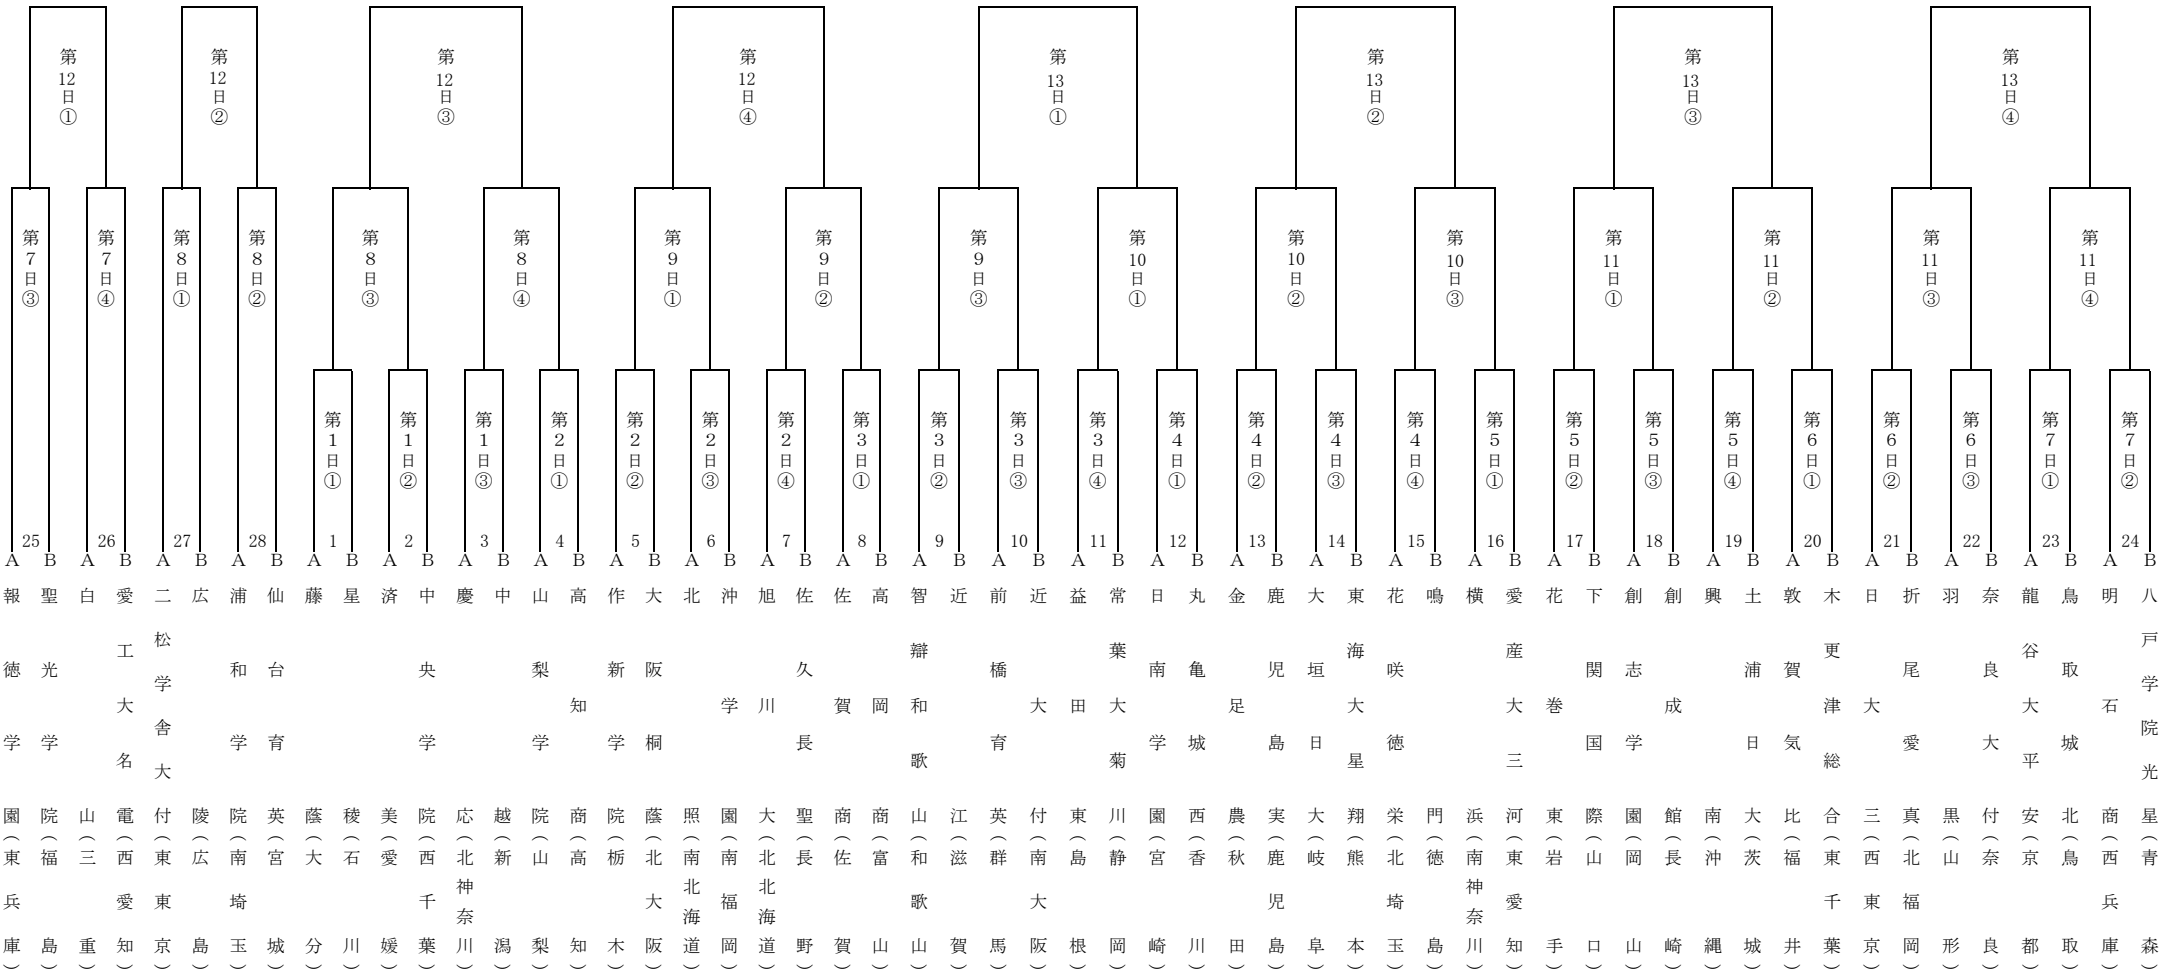 第12日①
第12日②
第12日③
第12日④
第13日①
第13日②
第13日③
第13日④
第7日③
第7日④
第8日①
第8日②
第8日③
第8日④
第9日①
第9日②
第9日③
第10日①
第10日②
第10日③
第11日①
第11日②
第11日③
第11日④
第1日①
第1日②
第1日③
第2日①
第2日②
第2日③
第2日④
第3日①
第3日②
第3日③
第3日④
第4日①
第4日②
第4日③
第4日④
第5日①
第5日②
第5日③
第5日④
第6日①
第6日②
第6日③
第7日①
第7日②
25
A 報徳学園（東兵庫）
B 聖光学院（福島）
26
A 白山（三重）
B 愛工大名電（西愛知）
27
A 二松学舎大付（東東京）
B 広陵（広島）
28
A 浦和学院（南埼玉）
B 仙台育英（宮城）
1
A 藤蔭（大分）
B 星稜（石川）
2
A 済美（愛媛）
B 中央学院（西千葉）
3
A 慶応（北神奈川）
B 中越（新潟）
4
A 山梨学院（山梨）
B 高知商（高知）
5
A 作新学院（栃木）
B 大阪桐蔭（北大阪）
6
A 北照（南北海道）
B 沖学園（南福岡）
7
A 旭川大（北北海道）
B 佐久長聖（長野）
8
A 佐賀商（佐賀）
B 高岡商（富山）
9
A 智辯和歌山（和歌山）
B 近江（滋賀）
10
A 前橋育英（群馬）
B 近大付（南大阪）
11
A 益田東（島根）
B 常葉大菊川（静岡）
12
A 日南学園（宮崎）
B 丸亀城西（香川）
13
A 金足農（秋田）
B 鹿児島実（鹿児島）
14
A 大垣日大（岐阜）
B 東海大星翔（熊本）
15
A 花咲徳栄（北埼玉）
B 鳴門（徳島）
16
A 横浜（南神奈川）
B 愛産大三河（東愛知）
17
A 花巻東（岩手）
B 下関国際（山口）
18
A 創志学園（岡山）
B 創成館（長崎）
19
A 興南（沖縄）
B 土浦日大（茨城）
20
A 敦賀気比（福井）
B 木更津総合（東千葉）
21
A 日大三（西東京）
B 折尾愛真（北福岡）
22
A 羽黒（山形）
B 奈良大付（奈良）
23
A 龍谷大平安（京都）
B 鳥取城北（鳥取）
24
A 明石商（西兵庫）
B 八戸学院光星（青森）